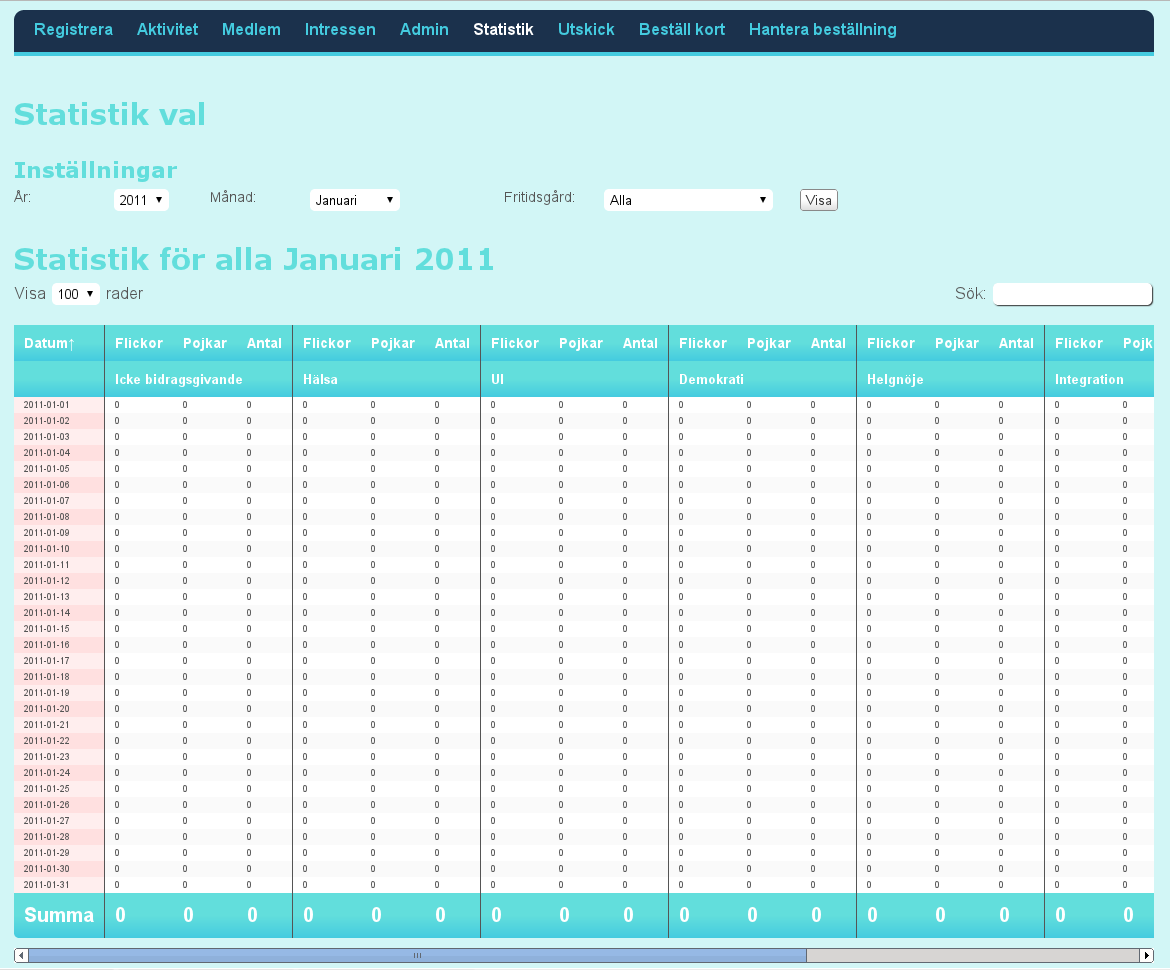 Registrera Aktivitet Medlem Intressen Admin Statistik Utskick Beställ kort Hantera beställning
Statistik val
Inställningar
År: 2011 Månad: Januari Fritidsgård: Alla Visa
Statistik för alla Januari 2011
Visa 100 rader Sök:
Datum↑ Flickor Pojkar Antal Flickor Pojkar Antal Flickor Pojkar Antal Flickor Pojkar Antal Flickor Pojkar Antal Flickor Pojk
Icke bidragsgivande Hälsa UI Demokrati Helgnöje Integration
2011-01-01 0 0 0 0 0 0 0 0 0 0 0 0 0 0 0 0 0
2011-01-02 0 0 0 0 0 0 0 0 0 0 0 0 0 0 0 0 0
2011-01-03 0 0 0 0 0 0 0 0 0 0 0 0 0 0 0 0 0
2011-01-04 0 0 0 0 0 0 0 0 0 0 0 0 0 0 0 0 0
2011-01-05 0 0 0 0 0 0 0 0 0 0 0 0 0 0 0 0 0
2011-01-06 0 0 0 0 0 0 0 0 0 0 0 0 0 0 0 0 0
2011-01-07 0 0 0 0 0 0 0 0 0 0 0 0 0 0 0 0 0
2011-01-08 0 0 0 0 0 0 0 0 0 0 0 0 0 0 0 0 0
2011-01-09 0 0 0 0 0 0 0 0 0 0 0 0 0 0 0 0 0
2011-01-10 0 0 0 0 0 0 0 0 0 0 0 0 0 0 0 0 0
2011-01-11 0 0 0 0 0 0 0 0 0 0 0 0 0 0 0 0 0
2011-01-12 0 0 0 0 0 0 0 0 0 0 0 0 0 0 0 0 0
2011-01-13 0 0 0 0 0 0 0 0 0 0 0 0 0 0 0 0 0
2011-01-14 0 0 0 0 0 0 0 0 0 0 0 0 0 0 0 0 0
2011-01-15 0 0 0 0 0 0 0 0 0 0 0 0 0 0 0 0 0
2011-01-16 0 0 0 0 0 0 0 0 0 0 0 0 0 0 0 0 0
2011-01-17 0 0 0 0 0 0 0 0 0 0 0 0 0 0 0 0 0
2011-01-18 0 0 0 0 0 0 0 0 0 0 0 0 0 0 0 0 0
2011-01-19 0 0 0 0 0 0 0 0 0 0 0 0 0 0 0 0 0
2011-01-20 0 0 0 0 0 0 0 0 0 0 0 0 0 0 0 0 0
2011-01-21 0 0 0 0 0 0 0 0 0 0 0 0 0 0 0 0 0
2011-01-22 0 0 0 0 0 0 0 0 0 0 0 0 0 0 0 0 0
2011-01-23 0 0 0 0 0 0 0 0 0 0 0 0 0 0 0 0 0
2011-01-24 0 0 0 0 0 0 0 0 0 0 0 0 0 0 0 0 0
2011-01-25 0 0 0 0 0 0 0 0 0 0 0 0 0 0 0 0 0
2011-01-26 0 0 0 0 0 0 0 0 0 0 0 0 0 0 0 0 0
2011-01-27 0 0 0 0 0 0 0 0 0 0 0 0 0 0 0 0 0
2011-01-28 0 0 0 0 0 0 0 0 0 0 0 0 0 0 0 0 0
2011-01-29 0 0 0 0 0 0 0 0 0 0 0 0 0 0 0 0 0
2011-01-30 0 0 0 0 0 0 0 0 0 0 0 0 0 0 0 0 0
2011-01-31 0 0 0 0 0 0 0 0 0 0 0 0 0 0 0 0 0
Summa 0 0 0 0 0 0 0 0 0 0 0 0 0 0 0 0 0